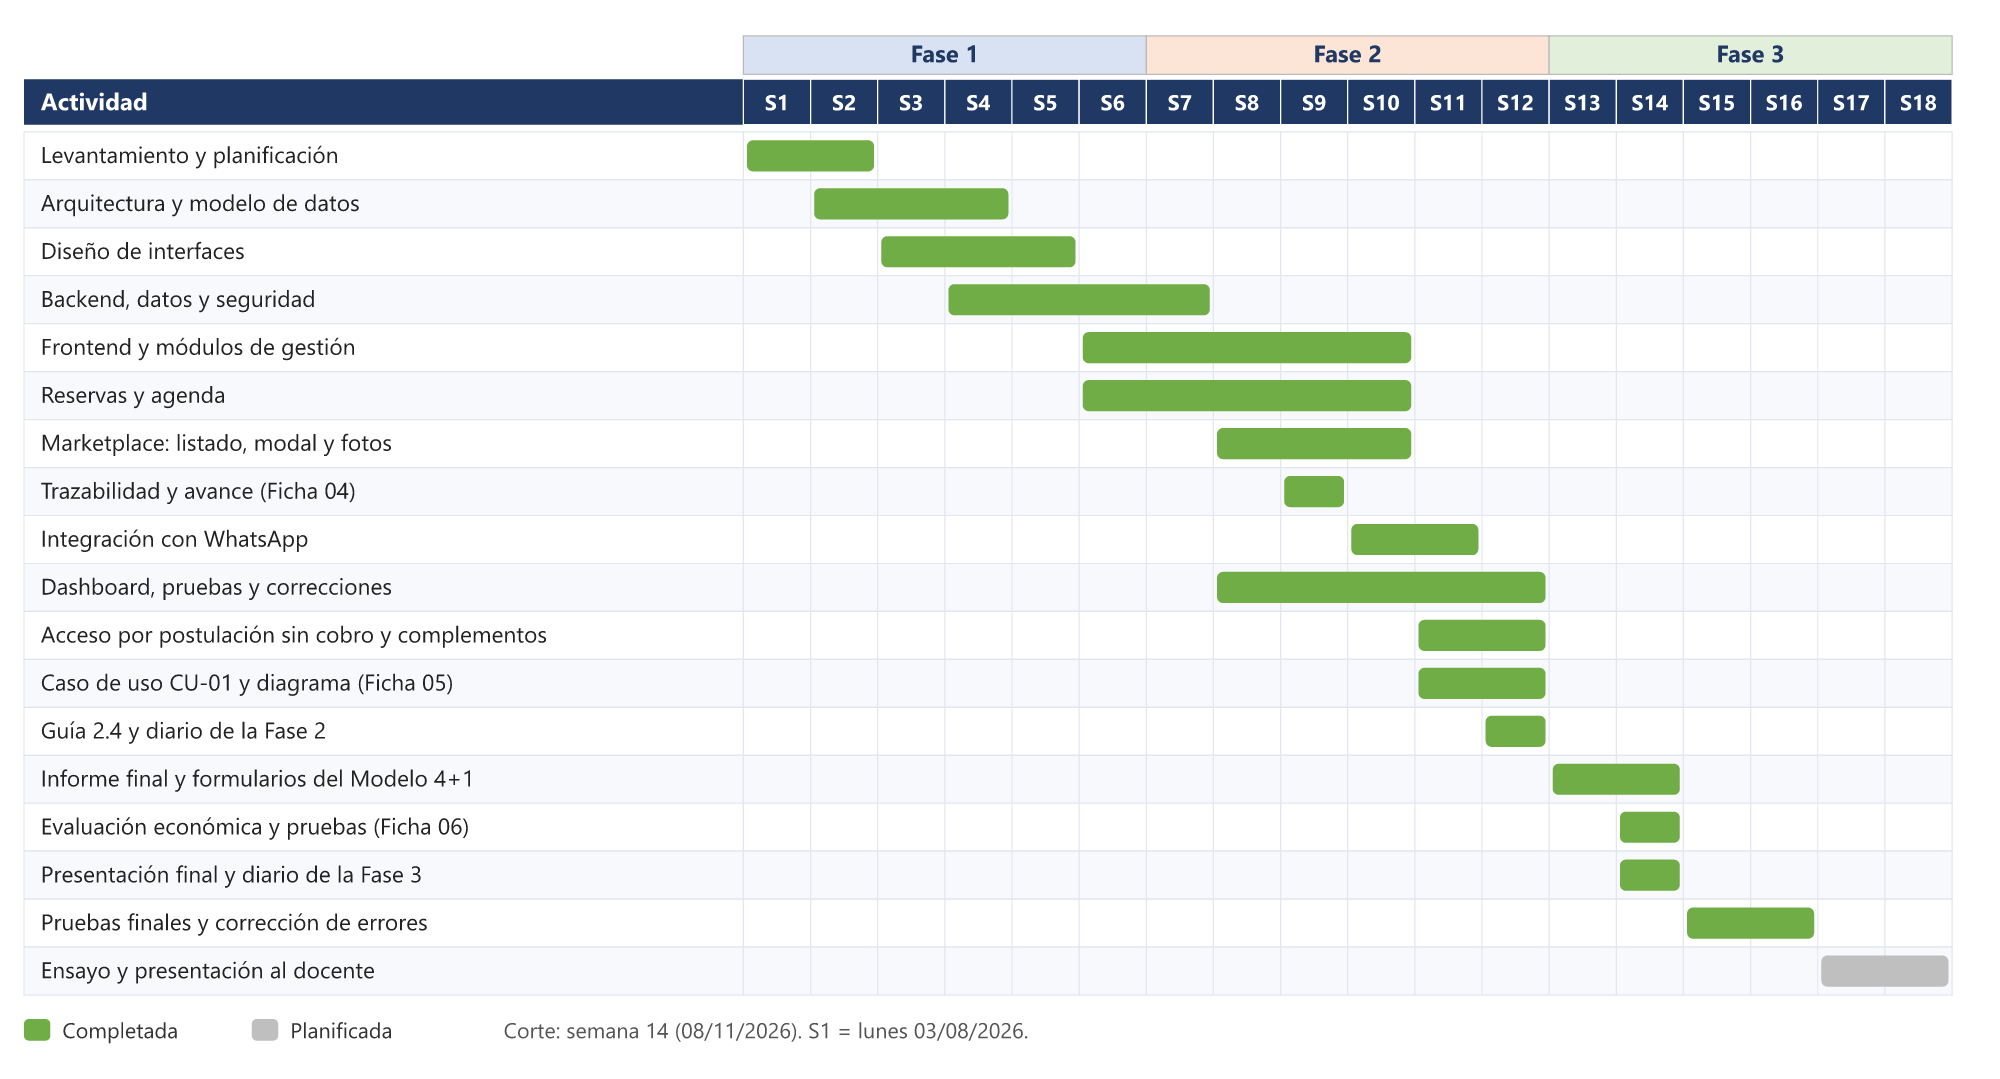 Fase 1 Fase 2 Fase 3
Actividad S1 S2 S3 S4 S5 S6 S7 S8 S9 S10 S11 S12 S13 S14 S15 S16 S17 S18
Levantamiento y planificación
Arquitectura y modelo de datos
Diseño de interfaces
Backend, datos y seguridad
Frontend y módulos de gestión
Reservas y agenda
Marketplace: listado, modal y fotos
Trazabilidad y avance (Ficha 04)
Integración con WhatsApp
Dashboard, pruebas y correcciones
Acceso por postulación sin cobro y complementos
Caso de uso CU-01 y diagrama (Ficha 05)
Guía 2.4 y diario de la Fase 2
Informe final y formularios del Modelo 4+1
Evaluación económica y pruebas (Ficha 06)
Presentación final y diario de la Fase 3
Pruebas finales y corrección de errores
Ensayo y presentación al docente
Completada Planificada Corte: semana 14 (08/11/2026). S1 = lunes 03/08/2026.